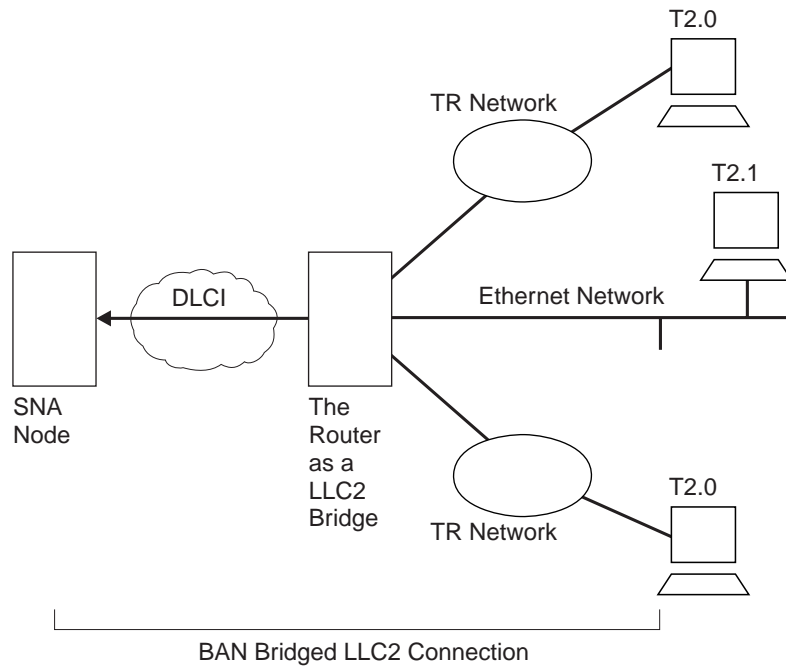 T2.0
TR Network
T2.1
DLCI
Ethernet Network
SNA
Node
The
Router
as a
LLC2
Bridge
T2.0
TR Network
BAN Bridged LLC2 Connection